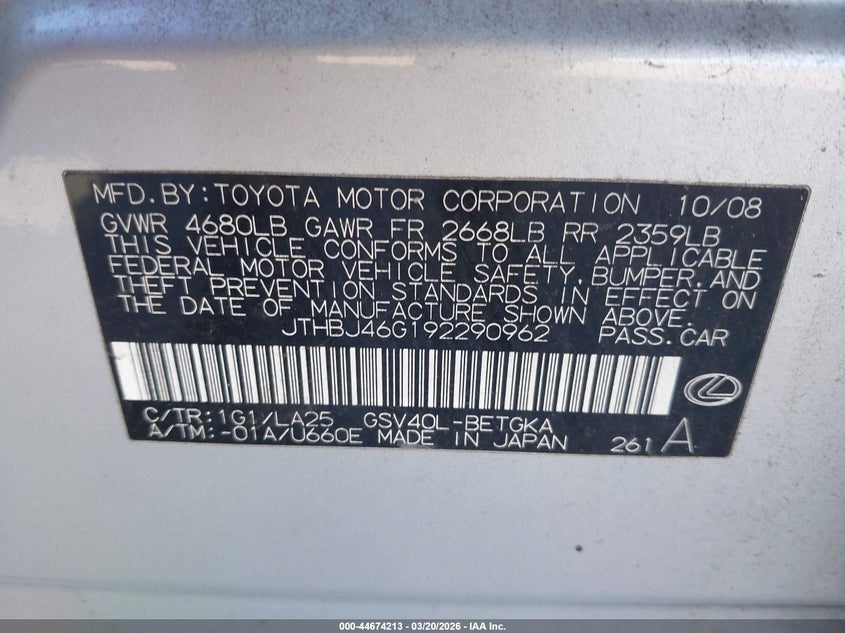 MFD.BY:TOYOTA MOTOR CORPORATION 10/08
GVWR 4680LB GAWR FR 2668LB RR 2359LB
THIS VEHICLE CONFORMS TO ALL APPLICABLE
FEDERAL MOTOR VEHICLE SAFETY,BUMPER,AND
THEFT PREVENTION STANDARDS IN EFFECT ON
THE DATE OF MANUFACTURE SHOWN ABOVE.
JTHBJ46G192290962 PASS.CAR
C/TR:1G1/LA25 GSV40L-BETGKA
A/TM:-01A/U660E MADE IN JAPAN 261A
000-44674213 - 03/20/2026 - IAA Inc.